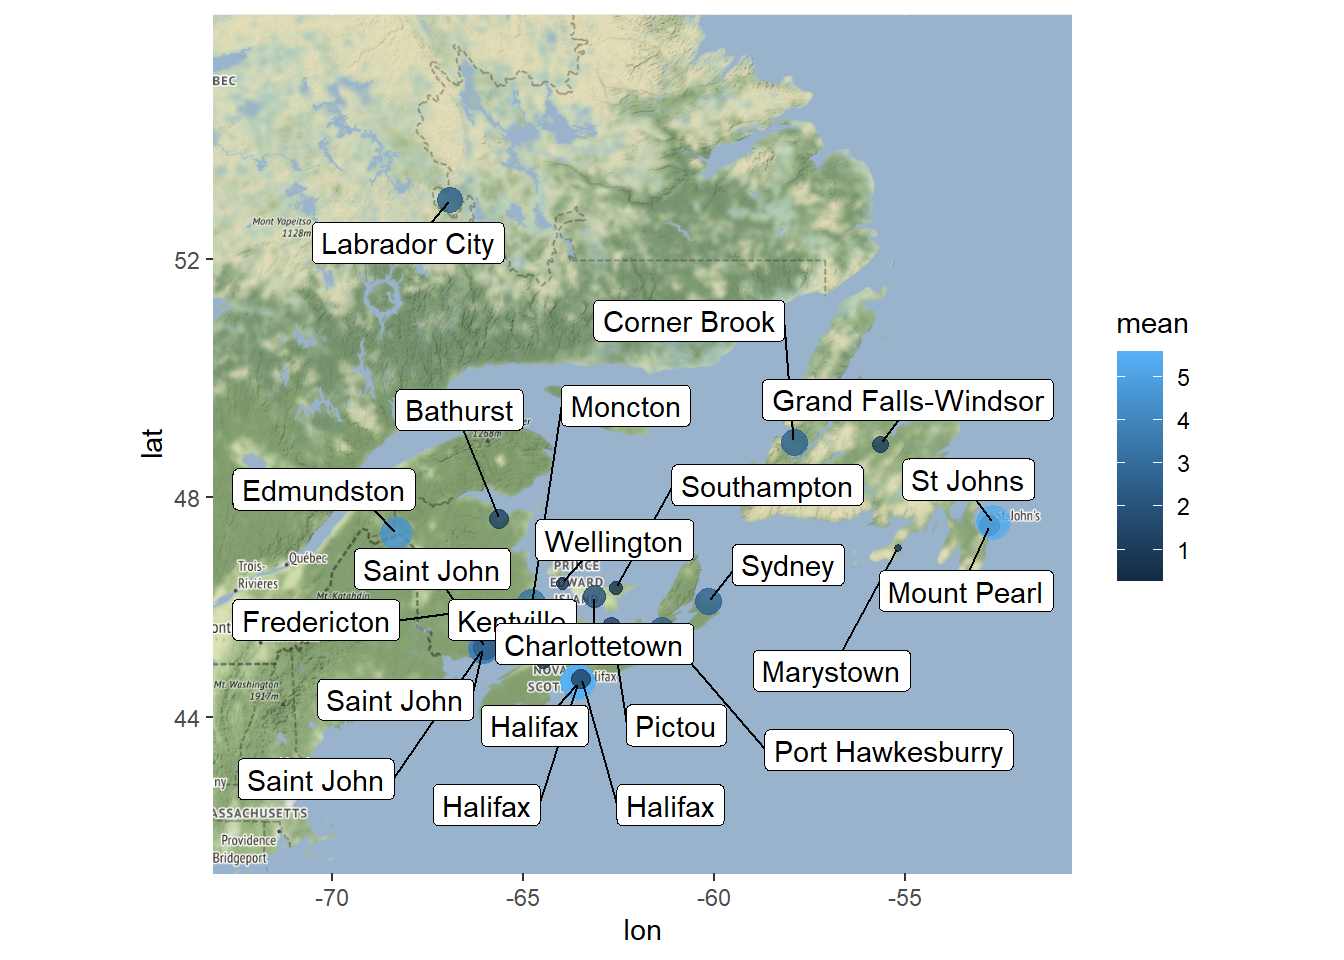 BEC
Mont Yapeitso
1128m
Labrador City
52
Corner Brook
mean
5
4
3
2
1
Grand Falls-Windsor
Moncton
Bathurst
1268m
lat
St Johns
Southampton
Edmundston
48
St John's
Wellington
Québec
Trois-
Rivières
Saint John
PRINCE
EDWARD
ISLAND
Sydney
Mount Pearl
Mt. Katahdin
Fredericton
Kentville
Charlottetown
NOVA
SCOT
lifax
Marystown
Mt. Washington
1917m
Saint John
44
Halifax
Pictou
Port Hawkesburry
Saint John
ny
Halifax
Halifax
ASSACHUSETTS
Providence
Bridgeport
-70
-65
-60
-55
lon